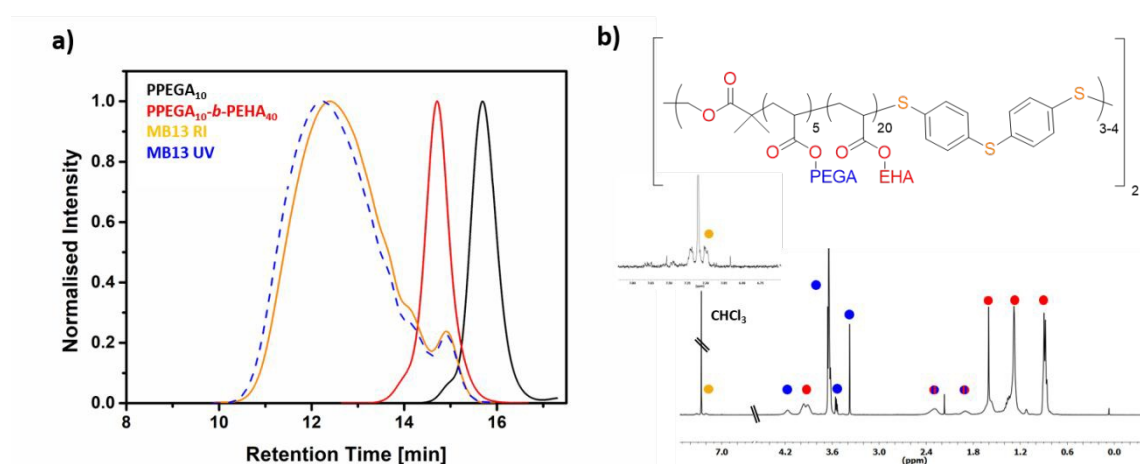 a)
PPEGA10
PPEGA10-b-PEHA40
MB13 RI
MB13 UV
Normalised Intensity
1.0
0.8
0.6
0.4
0.2
0.0
8 10 12 14 16
Retention Time [min]
b)
O
O
5
20
S
S
S
3-4
2
O
O
O
O
PEGA
EHA
CHCl3
7.0 4.2 3.6 3.0 2.4 1.8 1.2 0.0
(ppm)